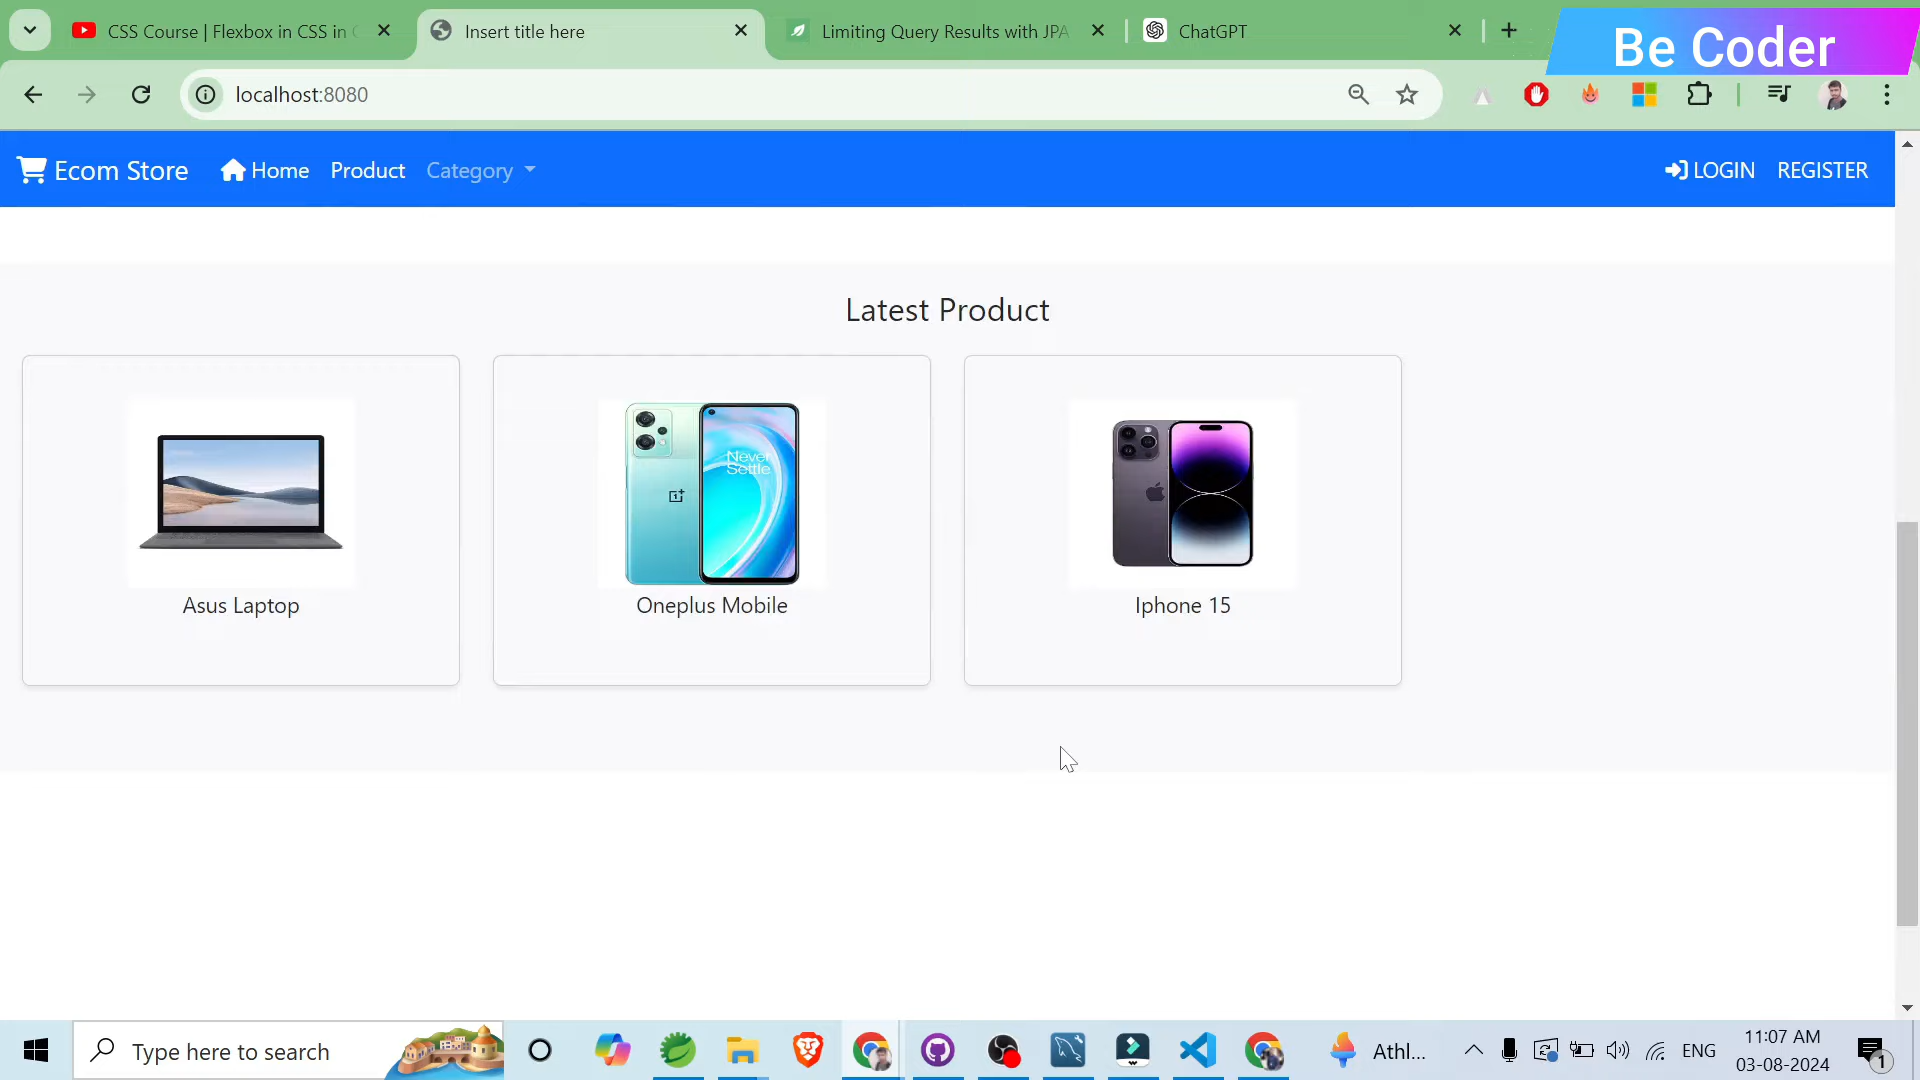 CSS Course | Flexbox in CSS in
Insert title here
Limiting Query Results with JPA
ChatGPT
Be Coder
localhost:8080
Ecom Store
Home
Product
Category
LOGIN
REGISTER
Latest Product
Never
Settle
Asus Laptop
Oneplus Mobile
Iphone 15
Type here to search
Athl...
ENG
11:07 AM
03-08-2024
1